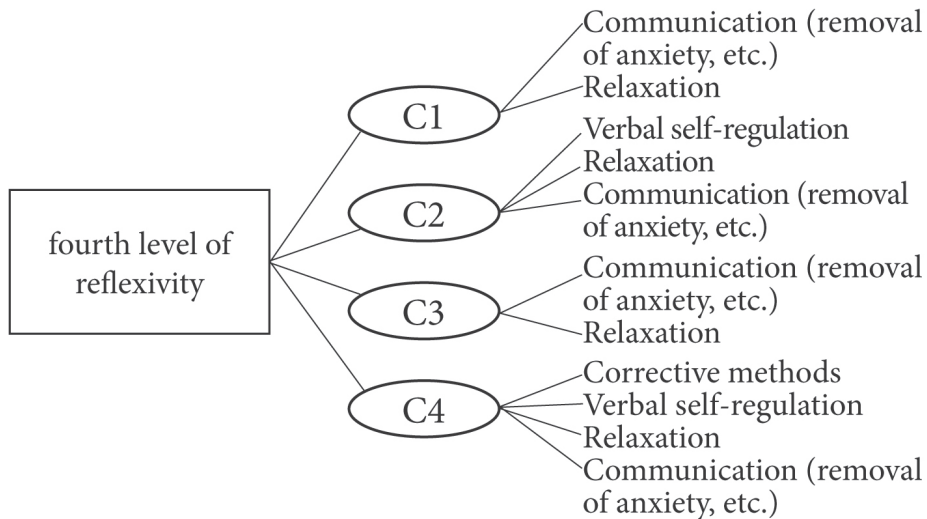 fourth level of
reflexivity
C1
Communication (removal
of anxiety, etc.)
Relaxation
C2
Verbal self-regulation
Relaxation
Communication (removal
of anxiety, etc.)
C3
Communication (removal
of anxiety, etc.)
Relaxation
C4
Corrective methods
Verbal self-regulation
Relaxation
Communication (removal
of anxiety, etc.)